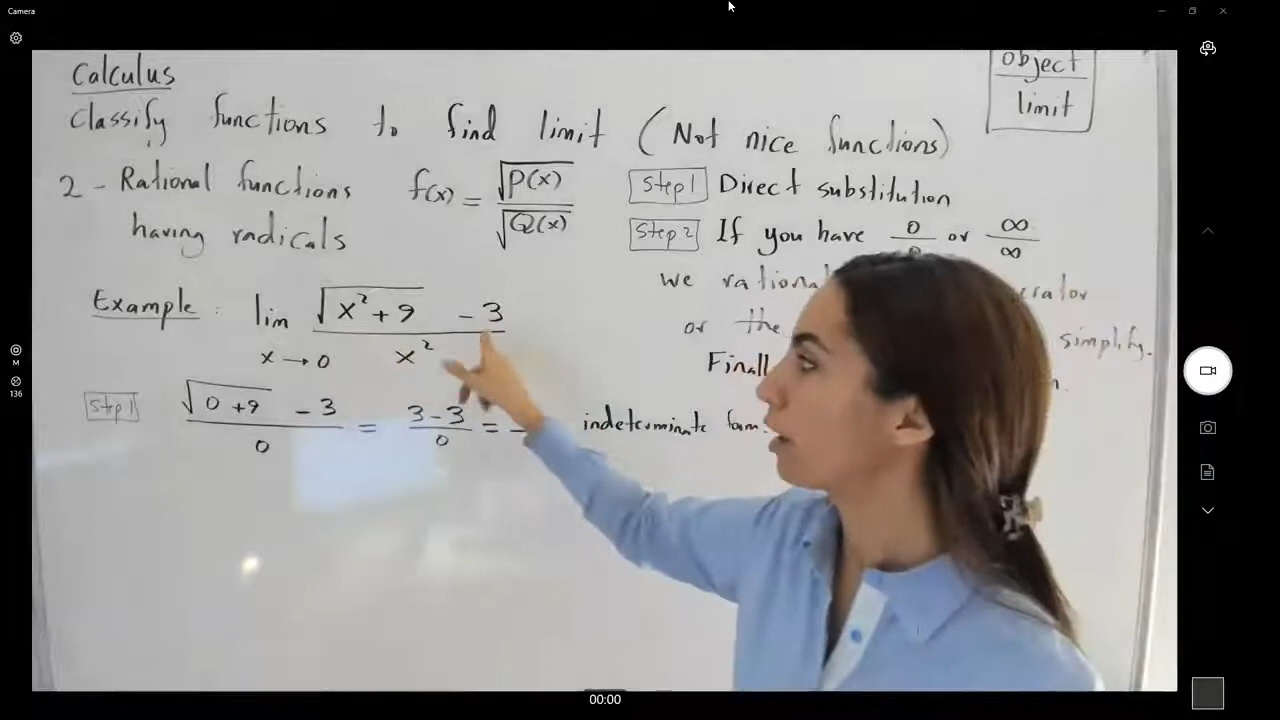 Camera
Calculus
Classify functions to find limit (Not nice functions)
object
limit
2 - Rational functions having radicals
f(x) = √P(x) / √Q(x)
Step 1 Direct substitution
Step 2 If you have 0/0 or ∞/∞
we
or the simplify.
Example: lim x→0 (√x²+9 - 3) / x²
Step 1 (√0+9 - 3) / 0 = (3-3) / 0 = indeterminate form.
M
136
00:00